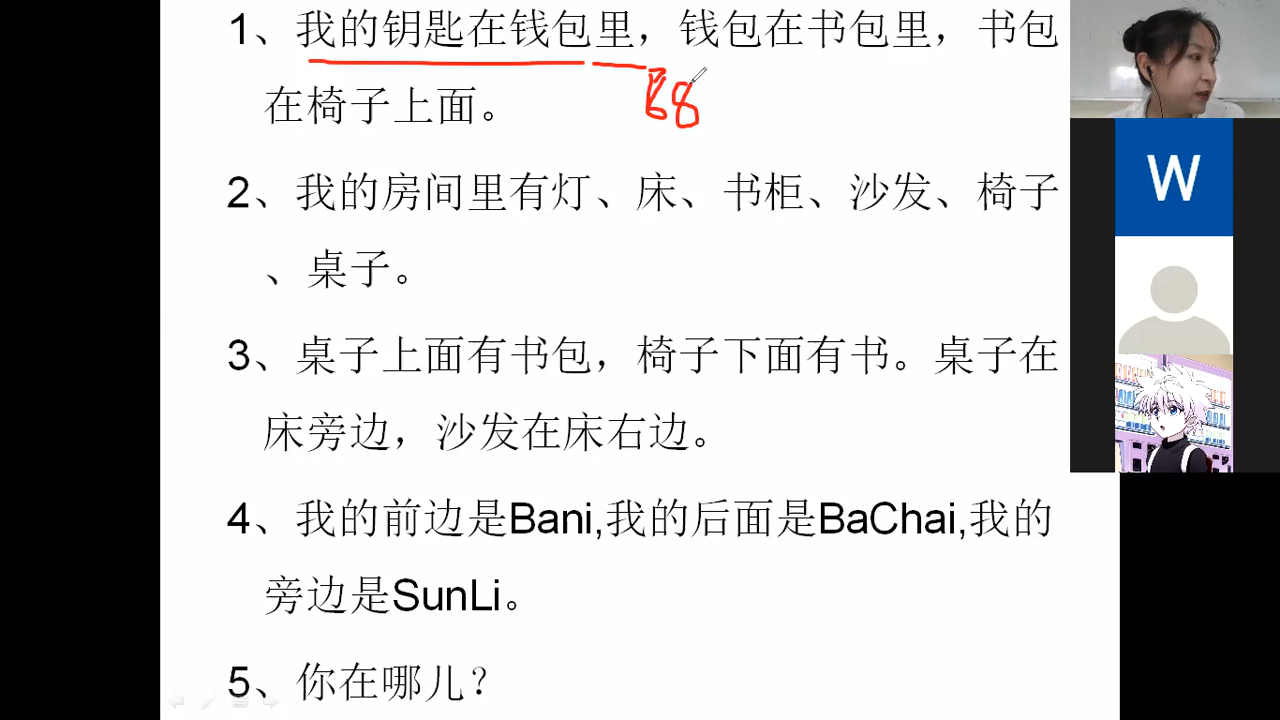 1、我的钥匙在钱包里，钱包在书包里，书包
在椅子上面。
2、我的房间里有灯、床、书柜、沙发、椅子
、桌子。
3、桌子上面有书包，椅子下面有书。桌子在
床旁边，沙发在床右边。
4、我的前边是Bani,我的后面是BaChai,我的
旁边是SunLi。
5、你在哪儿？
W